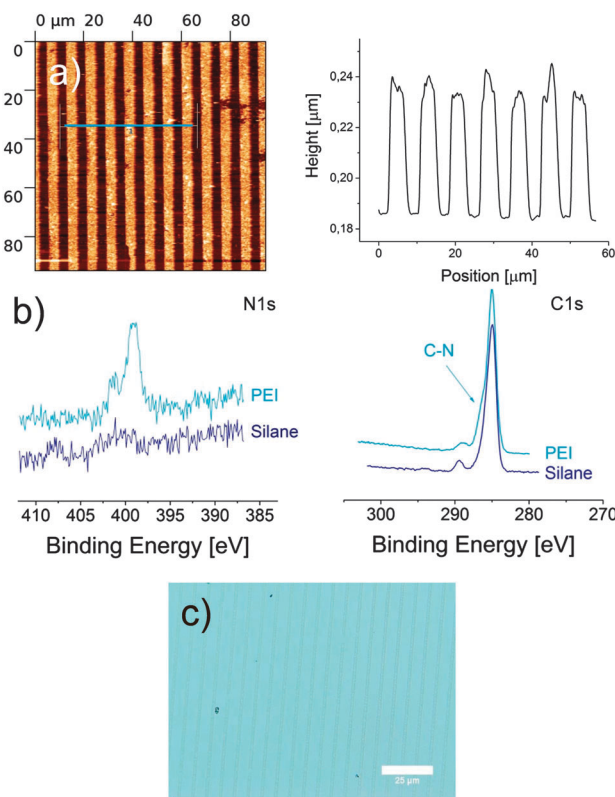 0 µm 20 40 60 80
0
20
40
60
80
a)
0,24
0,22
0,20
0,18
Height [µm]
0 20 40 60
Position [µm]
b)
N1s
PEI
Silane
410 405 400 395 390 385
Binding Energy [eV]
C1s
C-N
PEI
Silane
300 290 280 270
Binding Energy [eV]
c)
25 µm